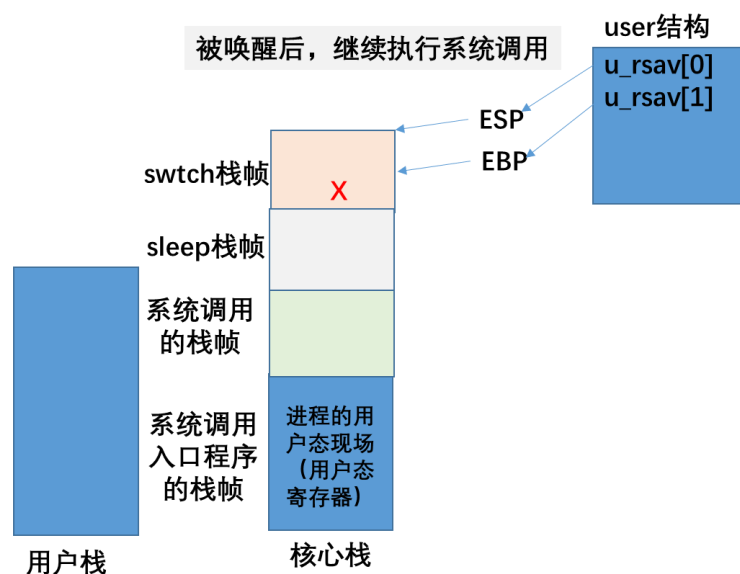 user结构
被唤醒后，继续执行系统调用
u_rsav[0]
u_rsav[1]
ESP
EBP
swtch栈帧
X
sleep栈帧
系统调用
的栈帧
系统调用
入口程序
的栈帧
进程的用
户态现场
（用户态
寄存器）
用户栈
核心栈